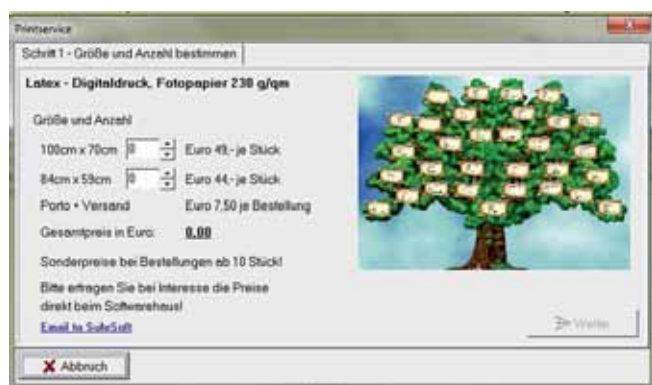 Printservice
Schritt 1 - Größe und Anzahl bestimmen
Latex - Digitaldruck, Fotopapier 230 g/qm
Größe und Anzahl
100cm x 70cm 0 Euro 49,- je Stück
84cm x 59cm 0 Euro 44,- je Stück
Porto + Versand Euro 7,50 je Bestellung
Gesamtpreis in Euro: 0,00
Sonderpreise bei Bestellungen ab 10 Stück!
Bitte erfragen Sie bei Interesse die Preise
direkt beim Softwarehaus!
Email to SafeSoft
Weiter
Abbruch